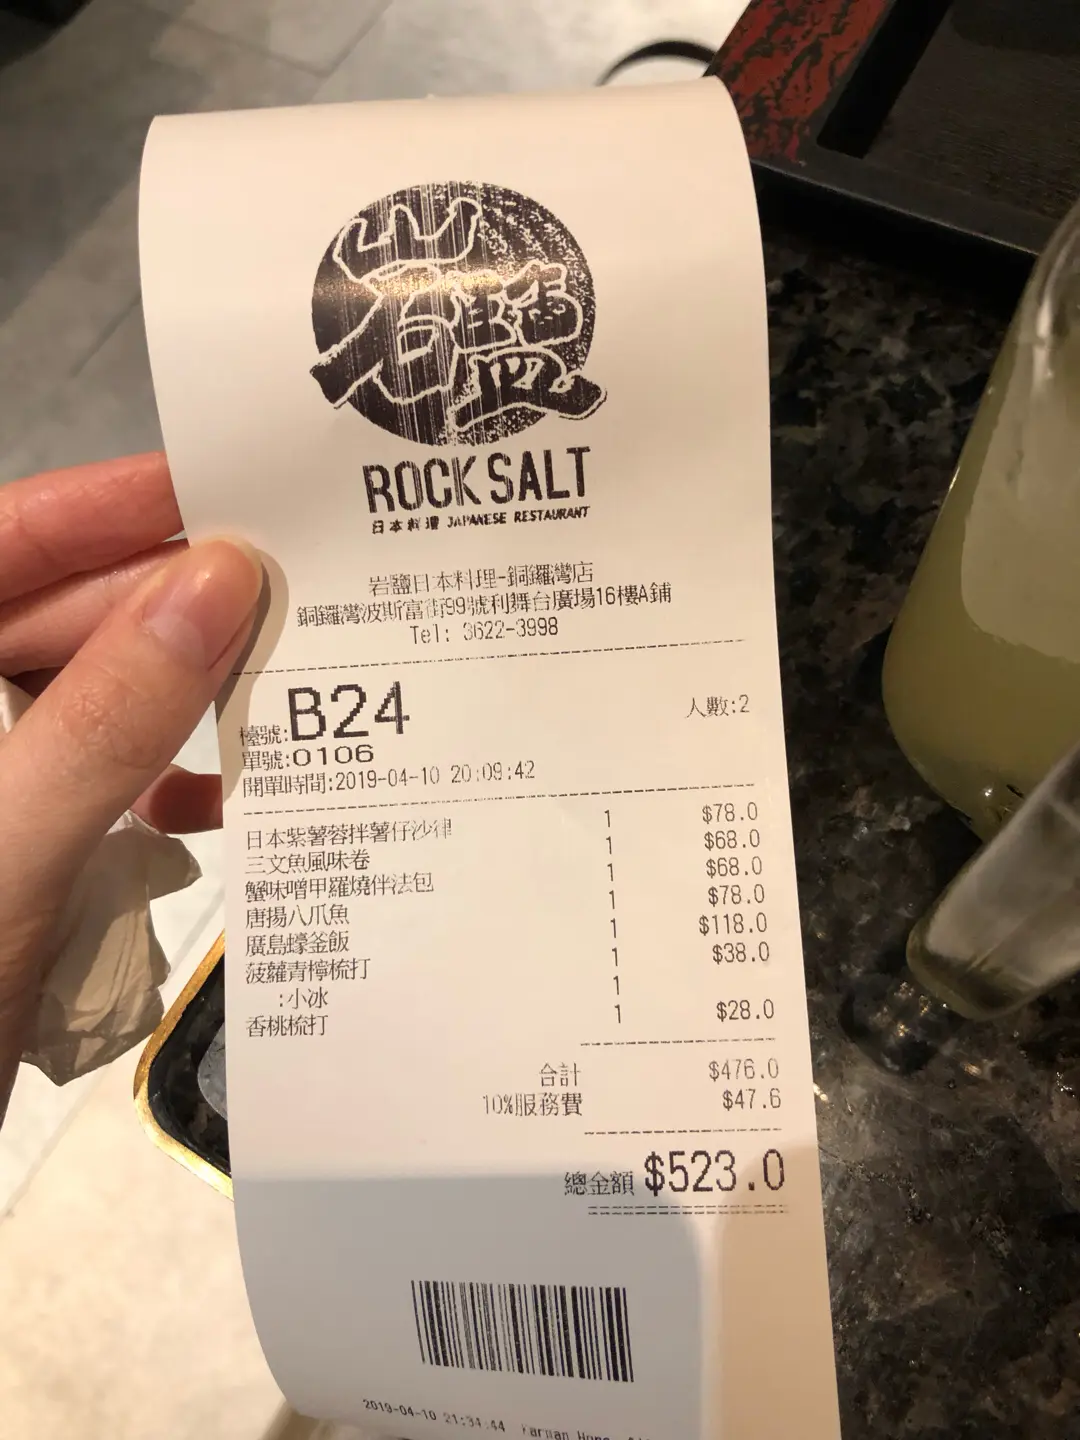 岩鹽
ROCK SALT
日本料理 JAPANESE RESTAURANT
岩鹽日本料理-銅鑼灣店
銅鑼灣波斯富街99號利舞台廣場16樓A鋪
Tel: 3622-3998
檯號:B24 人數:2
單號:0106
開單時間:2019-04-10 20:09:42
日本紫薯蓉拌薯仔沙律 1 $78.0
三文魚風味卷 1 $68.0
蟹味噌甲羅燒伴法包 1 $68.0
唐揚八爪魚 1 $78.0
廣島蠔釜飯 1 $118.0
菠蘿青檸梳打 1 $38.0
:小冰 1
香桃梳打 1 $28.0
合計 $476.0
10%服務費 $47.6
總金額 $523.0
2019-04-10 21:34:44